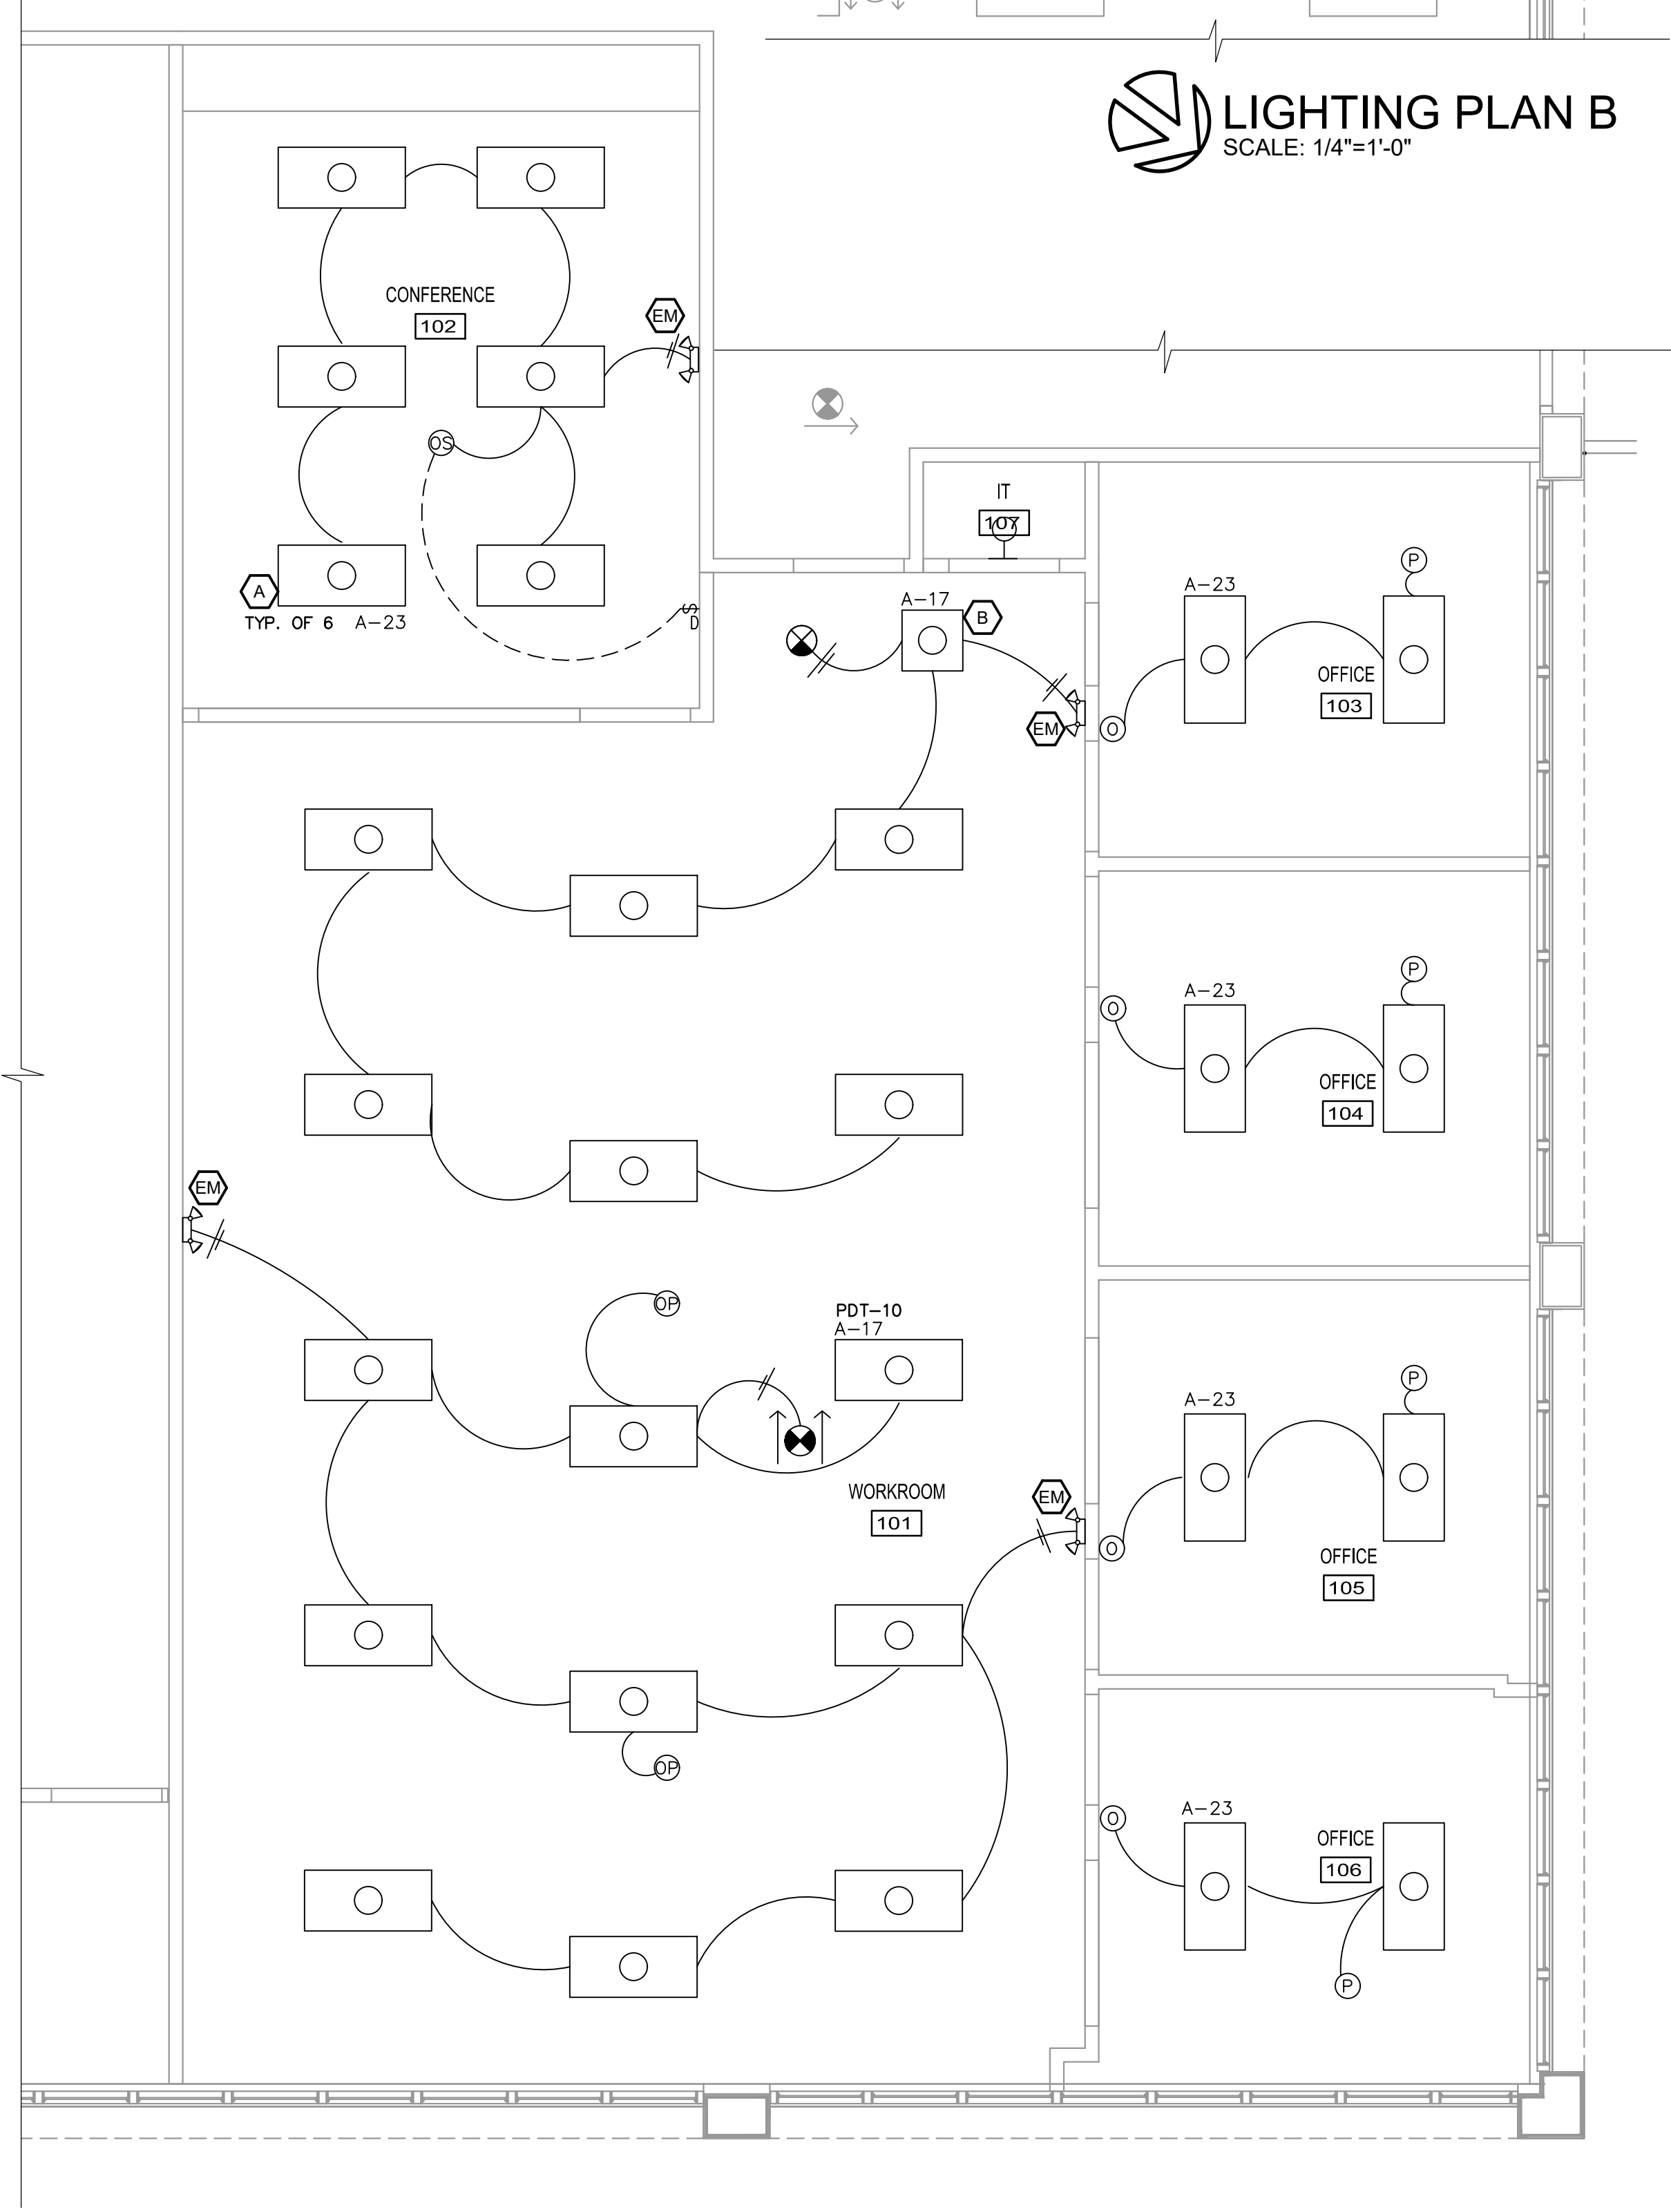 LIGHTING PLAN B
SCALE: 1/4"=1'-0"
CONFERENCE
102
EM
OS
IT
107
A
TYP. OF 6 A-23
S
D
A-17
B
EM
O
A-23
P
OFFICE
103
O
A-23
P
OFFICE
104
EM
OP
PDT-10
A-17
WORKROOM
101
EM
O
A-23
P
OFFICE
105
OP
O
A-23
OFFICE
106
P